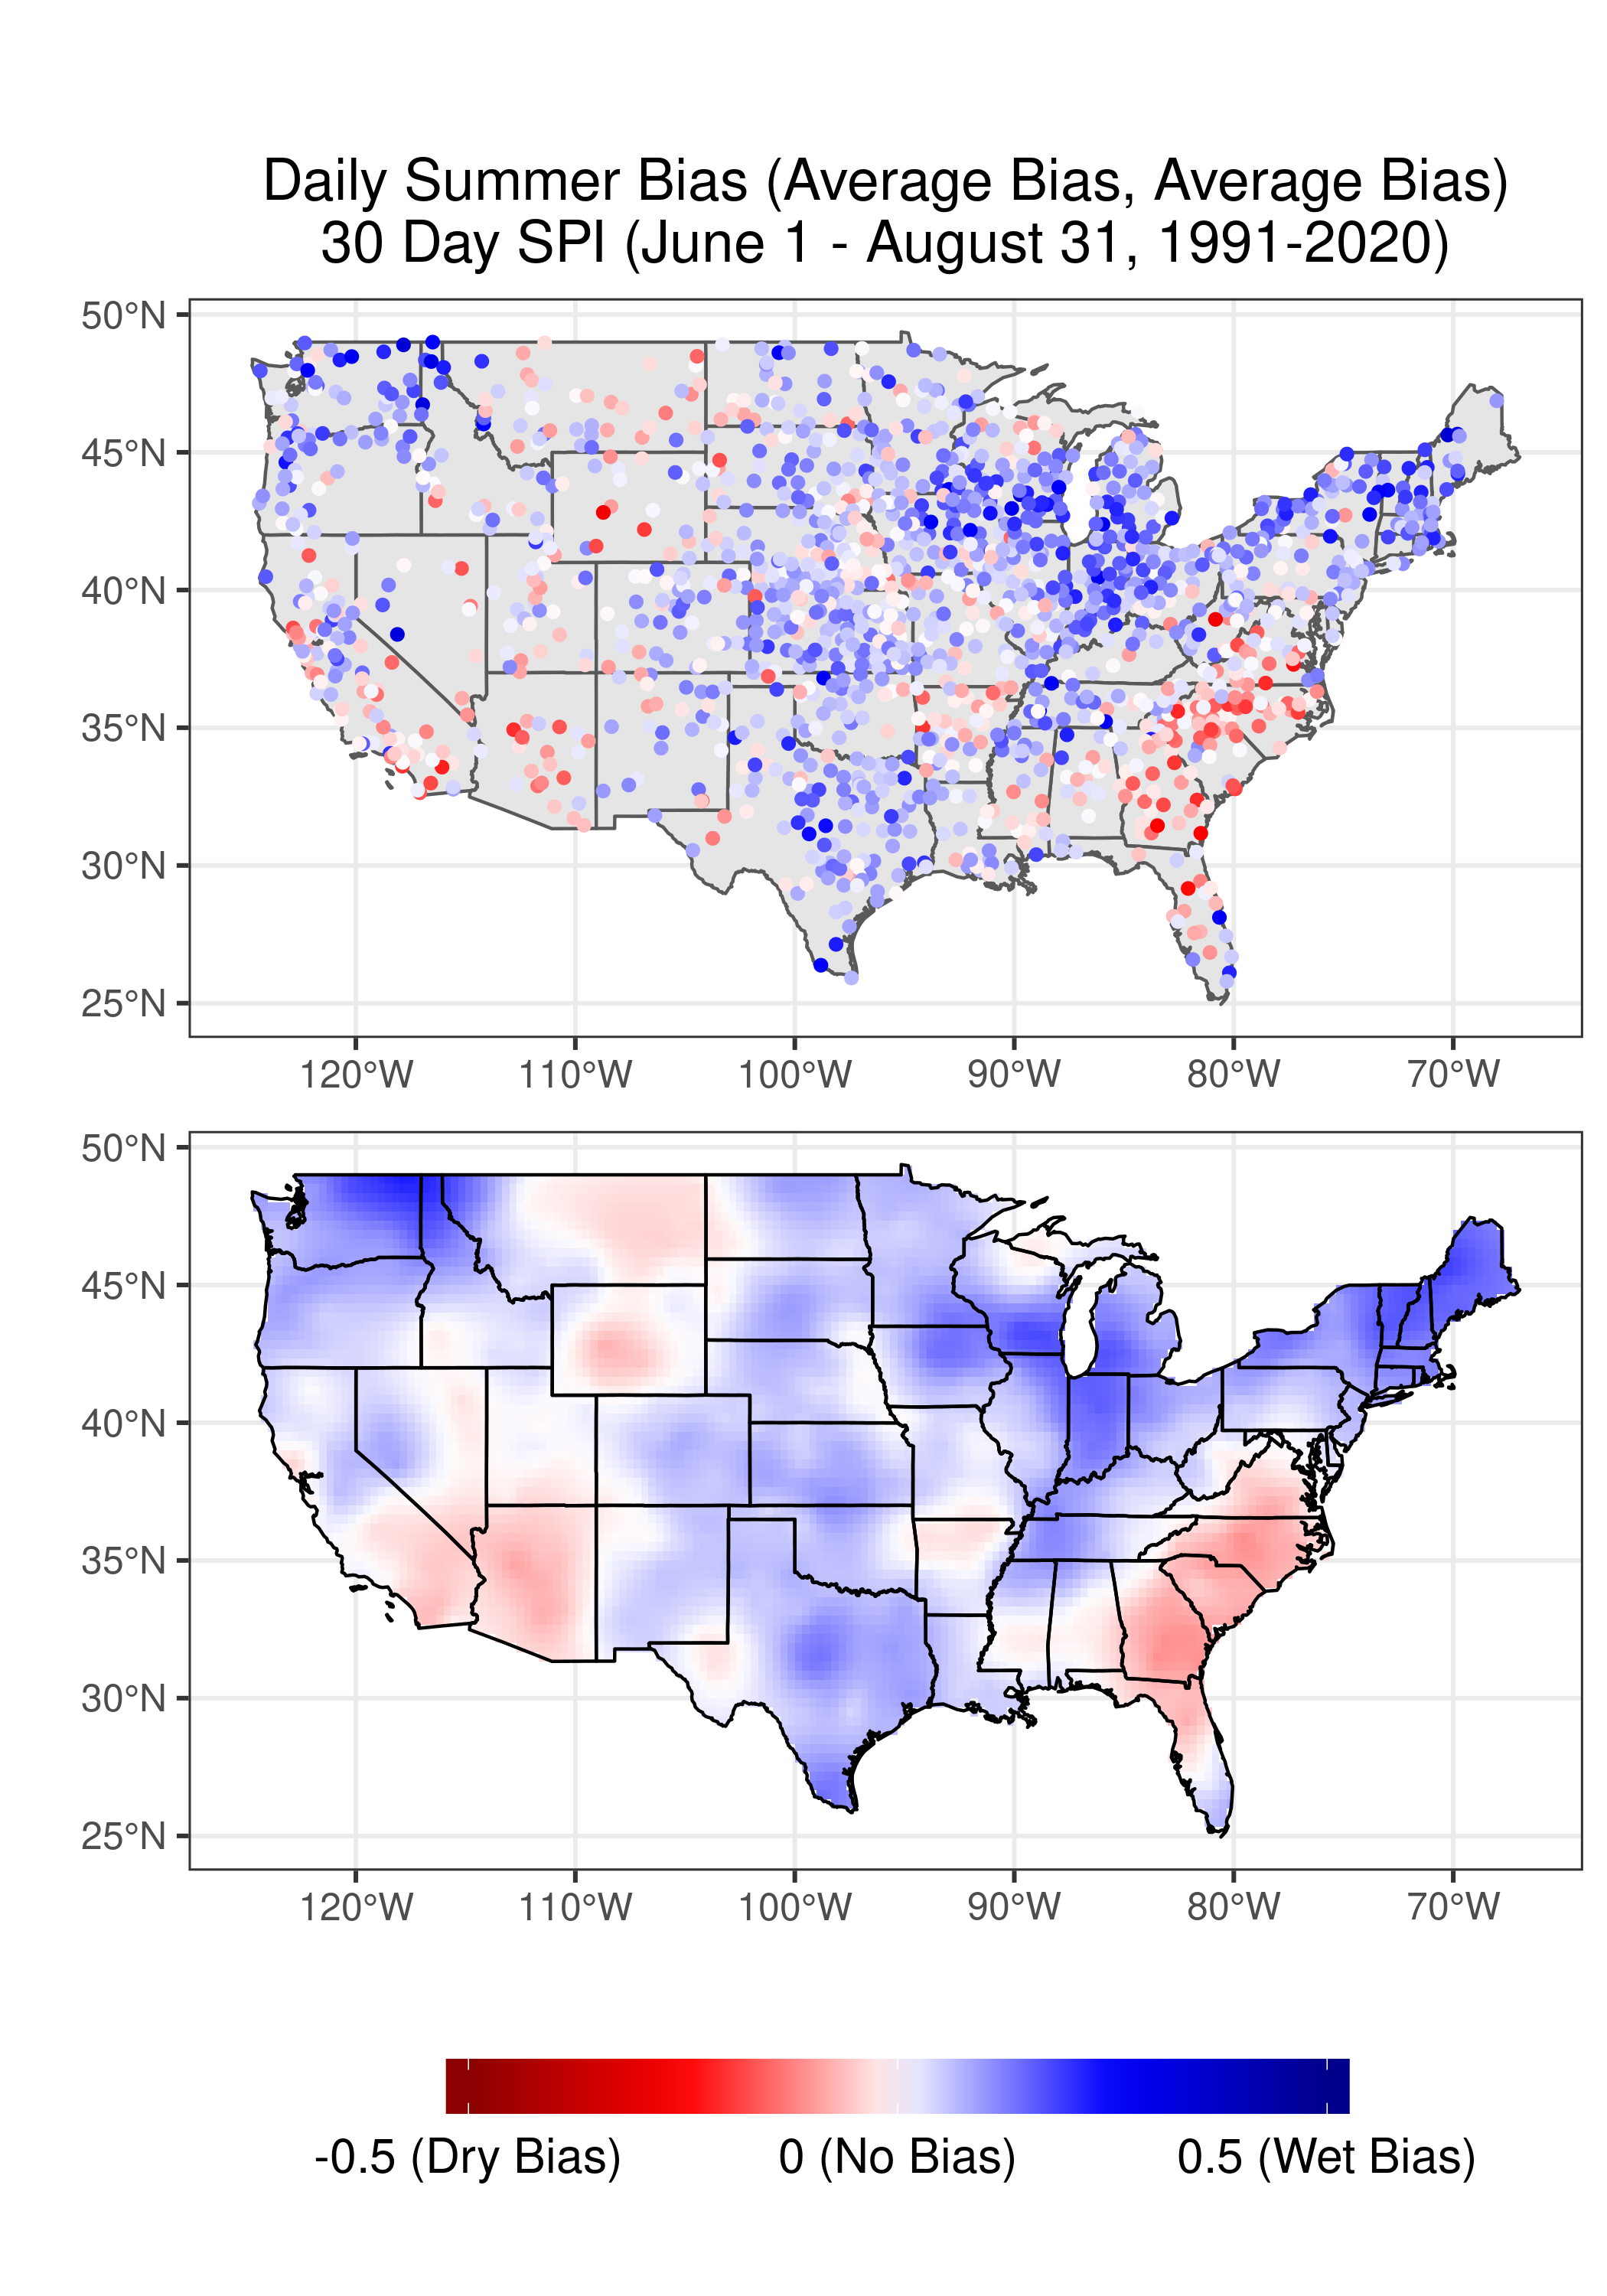 Daily Summer Bias (Average Bias, Average Bias)
30 Day SPI (June 1 - August 31, 1991-2020)
50°N
45°N
40°N
35°N
30°N
25°N
120°W 110°W 100°W 90°W 80°W 70°W
50°N
45°N
40°N
35°N
30°N
25°N
120°W 110°W 100°W 90°W 80°W 70°W
-0.5 (Dry Bias) 0 (No Bias) 0.5 (Wet Bias)